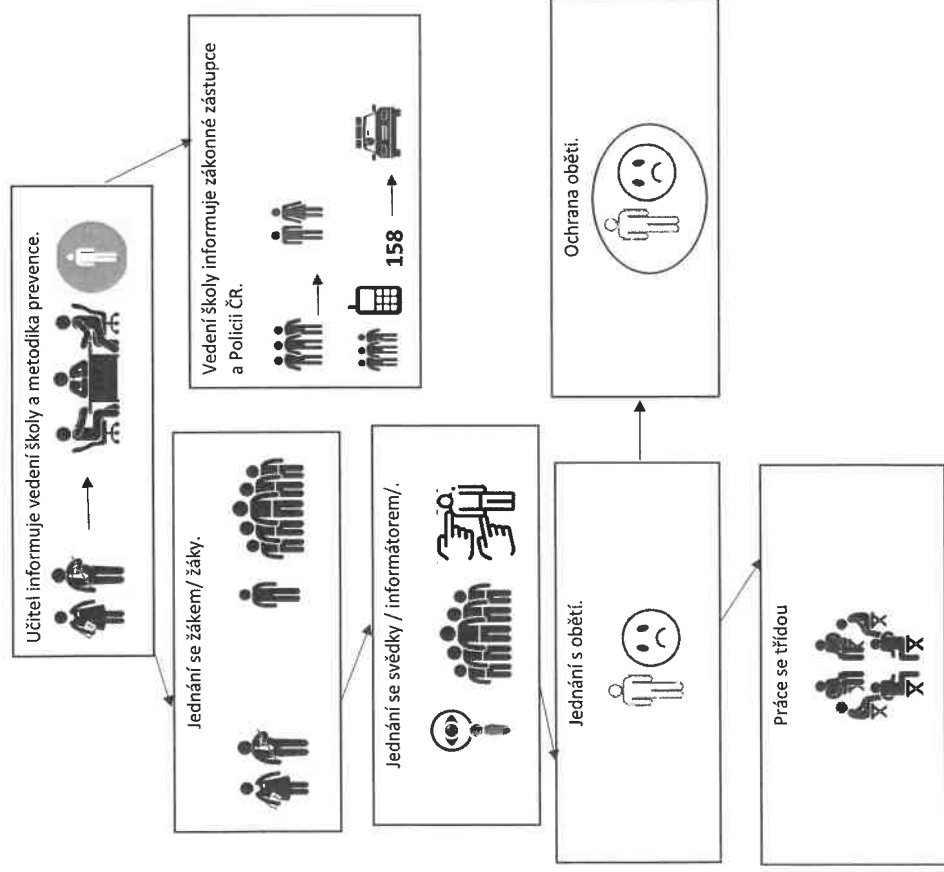 Učitel informuje vedení školy a metodika prevence.
Vedení školy informuje zákonné zástupce
a Policii ČR.
158
Jednání se žákem/ žáky.
Jednání se svědky / informátorem/.
Jednání s obětí.
Ochrana obětí.
Práce se třídou